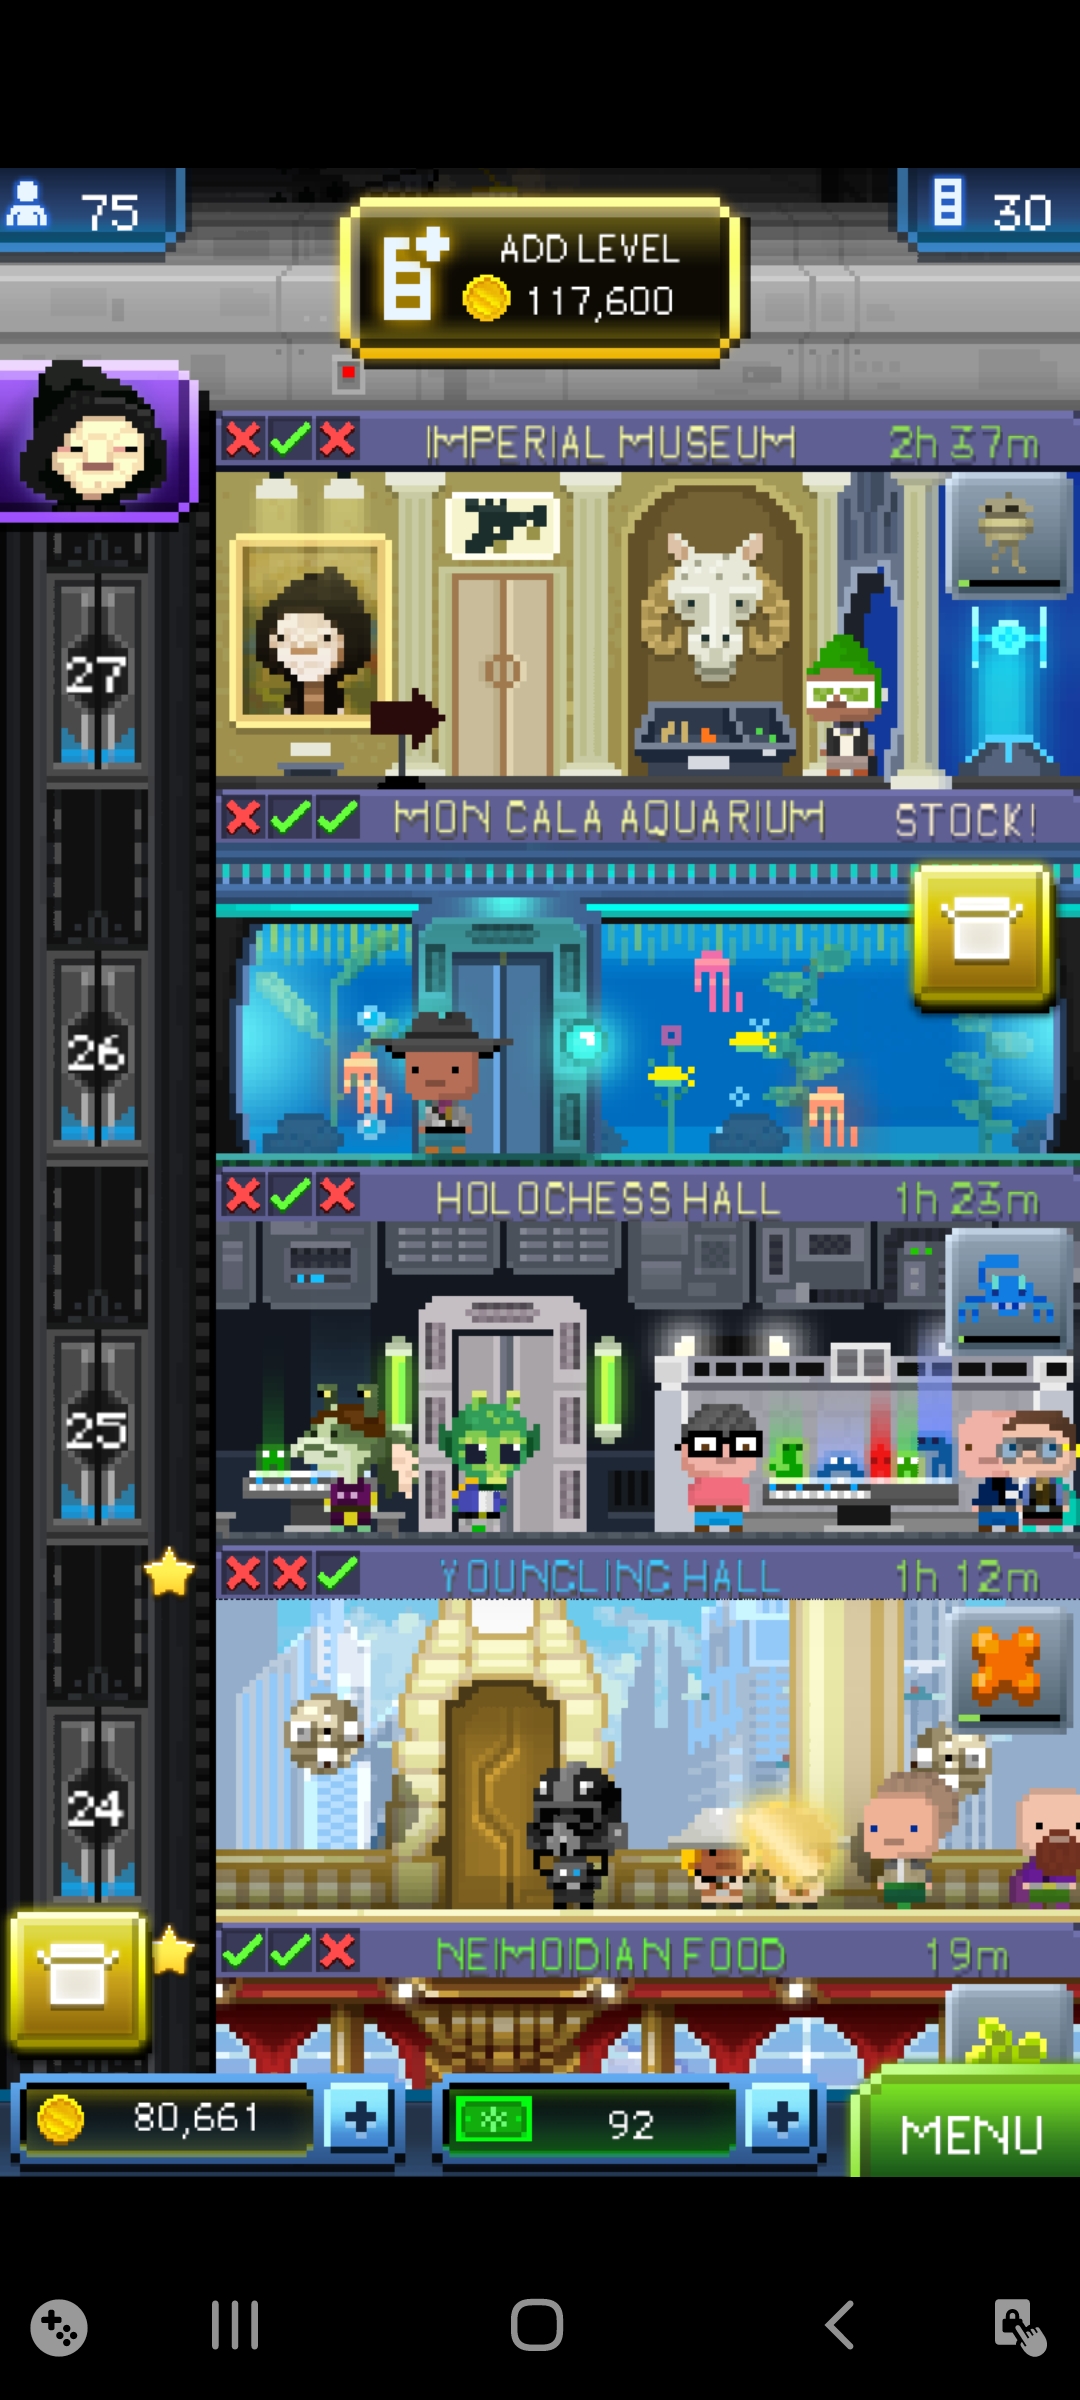 75
ADD LEVEL
117,600
30
IMPERIAL MUSEUM 2h 37m
27
MON CALA AQUARIUM STOCK!
26
HOLOCHESS HALL 1h 23m
25
YOUNGLING HALL 1h 12m
24
NEIMOIDIAN FOOD 19m
80,661
92
MENU